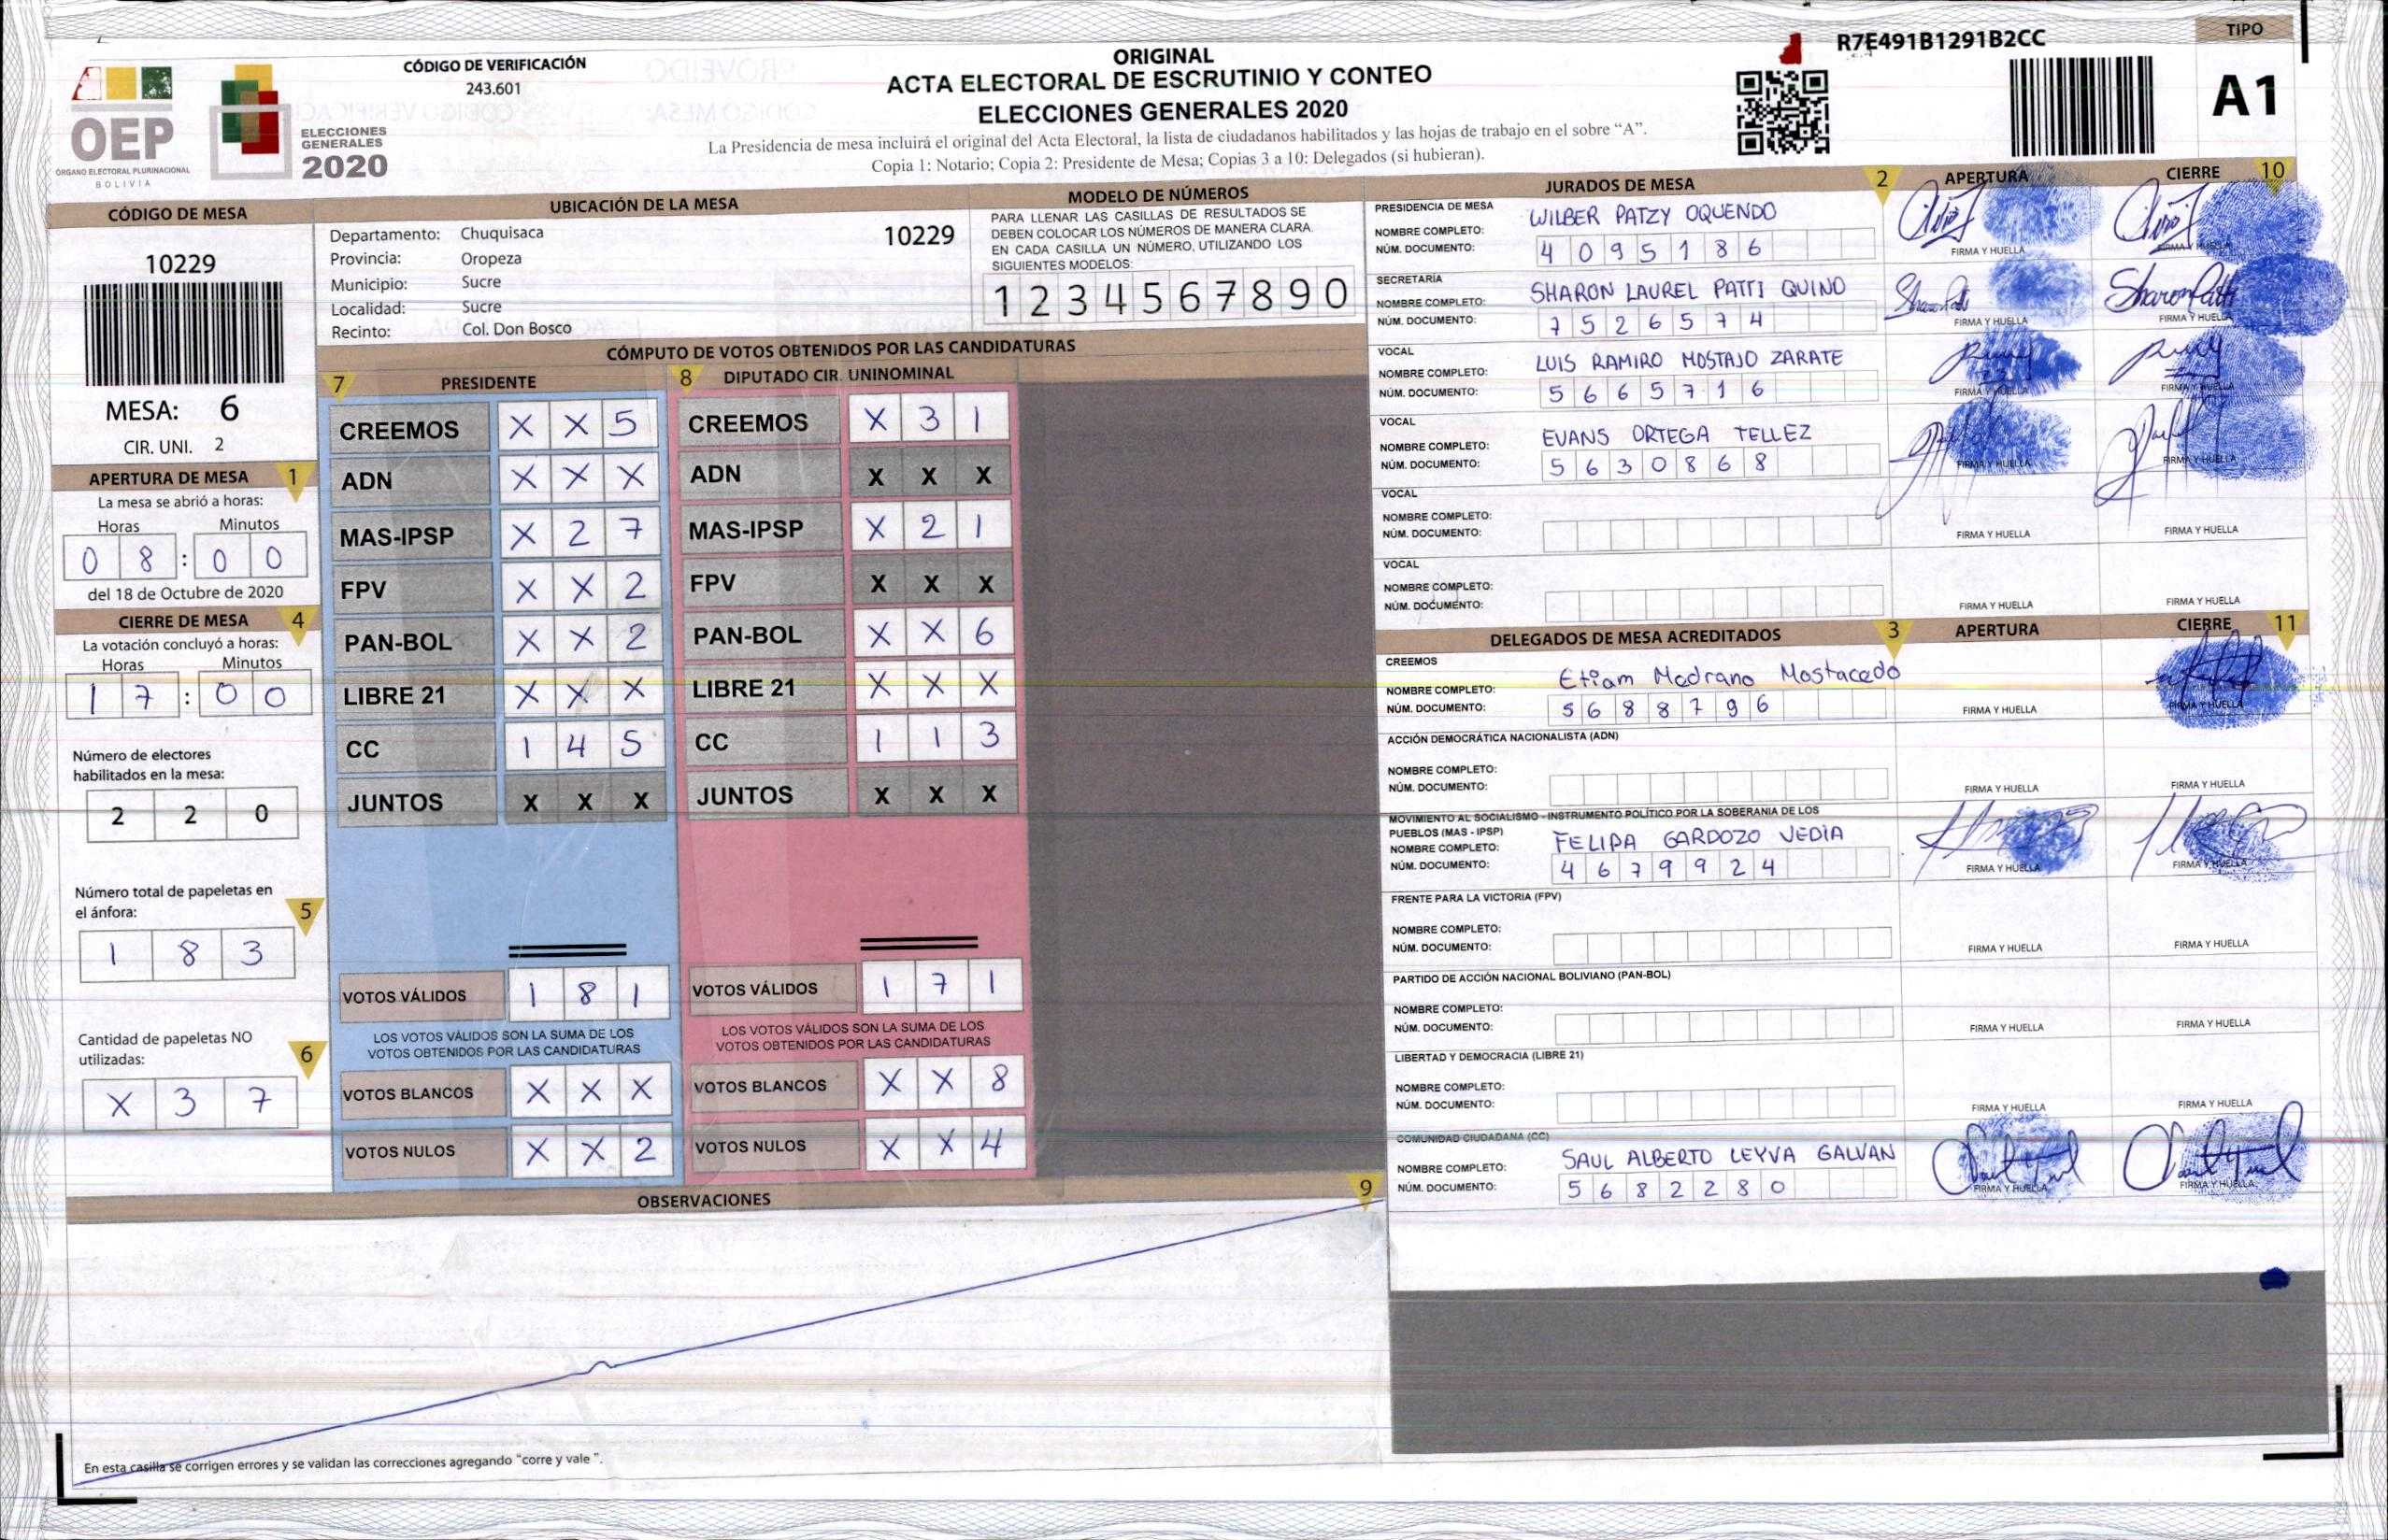 ORIGINAL
ACTA ELECTORAL DE ESCRUTINIO Y CONTEO
ELECCIONES GENERALES 2020
La Presidencia de mesa incluirá el original del Acta Electoral, la lista de ciudadanos habilitados y las hojas de trabajo en el sobre “A”.
Copia 1: Notario; Copia 2: Presidente de Mesa; Copias 3 a 10: Delegados (si hubieran).
OEP
ÓRGANO ELECTORAL PLURINACIONAL
BOLIVIA
ELECCIONES
GENERALES
2020
CÓDIGO DE VERIFICACIÓN
243.601
R7E491B1291B2CC
TIPO
A1
CÓDIGO DE MESA
10229
MESA: 6
CIR. UNI. 2
APERTURA DE MESA 1
La mesa se abrió a horas:
Horas Minutos
0 8 : 0 0
del 18 de Octubre de 2020
CIERRE DE MESA 4
La votación concluyó a horas:
Horas Minutos
1 7 : 0 0
Número de electores
habilitados en la mesa:
2 2 0
Número total de papeletas en
el ánfora: 5
1 8 3
Cantidad de papeletas NO
utilizadas: 6
X 3 7
UBICACIÓN DE LA MESA
Departamento: Chuquisaca 10229
Provincia: Oropeza
Municipio: Sucre
Localidad: Sucre
Recinto: Col. Don Bosco
MODELO DE NÚMEROS
PARA LLENAR LAS CASILLAS DE RESULTADOS SE
DEBEN COLOCAR LOS NÚMEROS DE MANERA CLARA.
EN CADA CASILLA UN NÚMERO, UTILIZANDO LOS
SIGUIENTES MODELOS:
1 2 3 4 5 6 7 8 9 0
CÓMPUTO DE VOTOS OBTENIDOS POR LAS CANDIDATURAS
7 PRESIDENTE
CREEMOS X X 5
ADN X X X
MAS-IPSP X 2 7
FPV X X 2
PAN-BOL X X 2
LIBRE 21 X X X
CC 1 4 5
JUNTOS X X X
VOTOS VÁLIDOS 1 8 1
LOS VOTOS VÁLIDOS SON LA SUMA DE LOS
VOTOS OBTENIDOS POR LAS CANDIDATURAS
VOTOS BLANCOS X X X
VOTOS NULOS X X 2
8 DIPUTADO CIR. UNINOMINAL
CREEMOS X 3 1
ADN X X X
MAS-IPSP X 2 1
FPV X X X
PAN-BOL X X 6
LIBRE 21 X X X
CC 1 1 3
JUNTOS X X X
VOTOS VÁLIDOS 1 7 1
LOS VOTOS VÁLIDOS SON LA SUMA DE LOS
VOTOS OBTENIDOS POR LAS CANDIDATURAS
VOTOS BLANCOS X X 8
VOTOS NULOS X X 4
OBSERVACIONES 9
En esta casilla se corrigen errores y se validan las correcciones agregando “corre y vale ”.
JURADOS DE MESA 2 APERTURA CIERRE 10
PRESIDENCIA DE MESA
NOMBRE COMPLETO: WILBER PATZY OQUENDO
NÚM. DOCUMENTO: 4 0 9 5 1 8 6
FIRMA Y HUELLA FIRMA Y HUELLA
SECRETARÍA
NOMBRE COMPLETO: SHARON LAUREL PATTI QUINO
NÚM. DOCUMENTO: 7 5 2 6 5 7 4
FIRMA Y HUELLA FIRMA Y HUELLA
VOCAL
NOMBRE COMPLETO: LUIS RAMIRO MOSTAJO ZARATE
NÚM. DOCUMENTO: 5 6 6 5 7 1 6
FIRMA Y HUELLA FIRMA Y HUELLA
VOCAL
NOMBRE COMPLETO: EVANS ORTEGA TELLEZ
NÚM. DOCUMENTO: 5 6 3 0 8 6 8
FIRMA Y HUELLA FIRMA Y HUELLA
VOCAL
NOMBRE COMPLETO:
NÚM. DOCUMENTO:
FIRMA Y HUELLA FIRMA Y HUELLA
VOCAL
NOMBRE COMPLETO:
NÚM. DOCUMENTO:
FIRMA Y HUELLA FIRMA Y HUELLA
DELEGADOS DE MESA ACREDITADOS 3 APERTURA CIERRE 11
CREEMOS
NOMBRE COMPLETO: Etiam Medrano Mostacedo
NÚM. DOCUMENTO: 5 6 8 8 7 9 6
FIRMA Y HUELLA FIRMA Y HUELLA
ACCIÓN DEMOCRÁTICA NACIONALISTA (ADN)
NOMBRE COMPLETO:
NÚM. DOCUMENTO:
FIRMA Y HUELLA FIRMA Y HUELLA
MOVIMIENTO AL SOCIALISMO - INSTRUMENTO POLÍTICO POR LA SOBERANIA DE LOS
PUEBLOS (MAS - IPSP)
NOMBRE COMPLETO: FELIPA GARDOZO VEDIA
NÚM. DOCUMENTO: 4 6 7 9 9 2 4
FIRMA Y HUELLA FIRMA Y HUELLA
FRENTE PARA LA VICTORIA (FPV)
NOMBRE COMPLETO:
NÚM. DOCUMENTO:
FIRMA Y HUELLA FIRMA Y HUELLA
PARTIDO DE ACCIÓN NACIONAL BOLIVIANO (PAN-BOL)
NOMBRE COMPLETO:
NÚM. DOCUMENTO:
FIRMA Y HUELLA FIRMA Y HUELLA
LIBERTAD Y DEMOCRACIA (LIBRE 21)
NOMBRE COMPLETO:
NÚM. DOCUMENTO:
FIRMA Y HUELLA FIRMA Y HUELLA
COMUNIDAD CIUDADANA (CC)
NOMBRE COMPLETO: SAUL ALBERTO LEYVA GALVAN
NÚM. DOCUMENTO: 5 6 8 2 2 8 0
FIRMA Y HUELLA FIRMA Y HUELLA